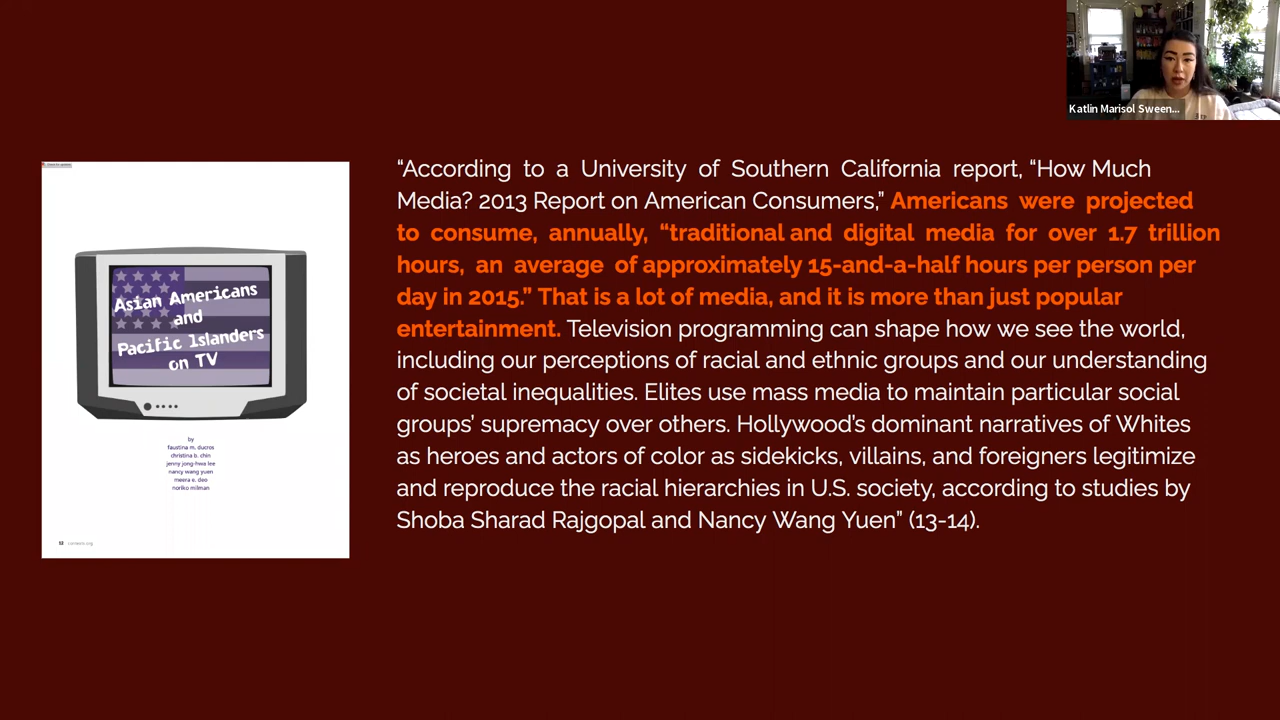 Katlin Marisol Sween...
“According to a University of Southern California report, “How Much
Media? 2013 Report on American Consumers,” Americans were projected
to consume, annually, “traditional and digital media for over 1.7 trillion
hours, an average of approximately 15-and-a-half hours per person per
day in 2015.” That is a lot of media, and it is more than just popular
entertainment. Television programming can shape how we see the world,
including our perceptions of racial and ethnic groups and our understanding
of societal inequalities. Elites use mass media to maintain particular social
groups’ supremacy over others. Hollywood’s dominant narratives of Whites
as heroes and actors of color as sidekicks, villains, and foreigners legitimize
and reproduce the racial hierarchies in U.S. society, according to studies by
Shoba Sharad Rajgopal and Nancy Wang Yuen” (13-14).
Asian Americans
and
Pacific Islanders
on TV
by
faustina m. ducros
christina b. chin
jenny jong-hwa lee
nancy wang yuen
meera e. deo
noriko milman
contexts.org